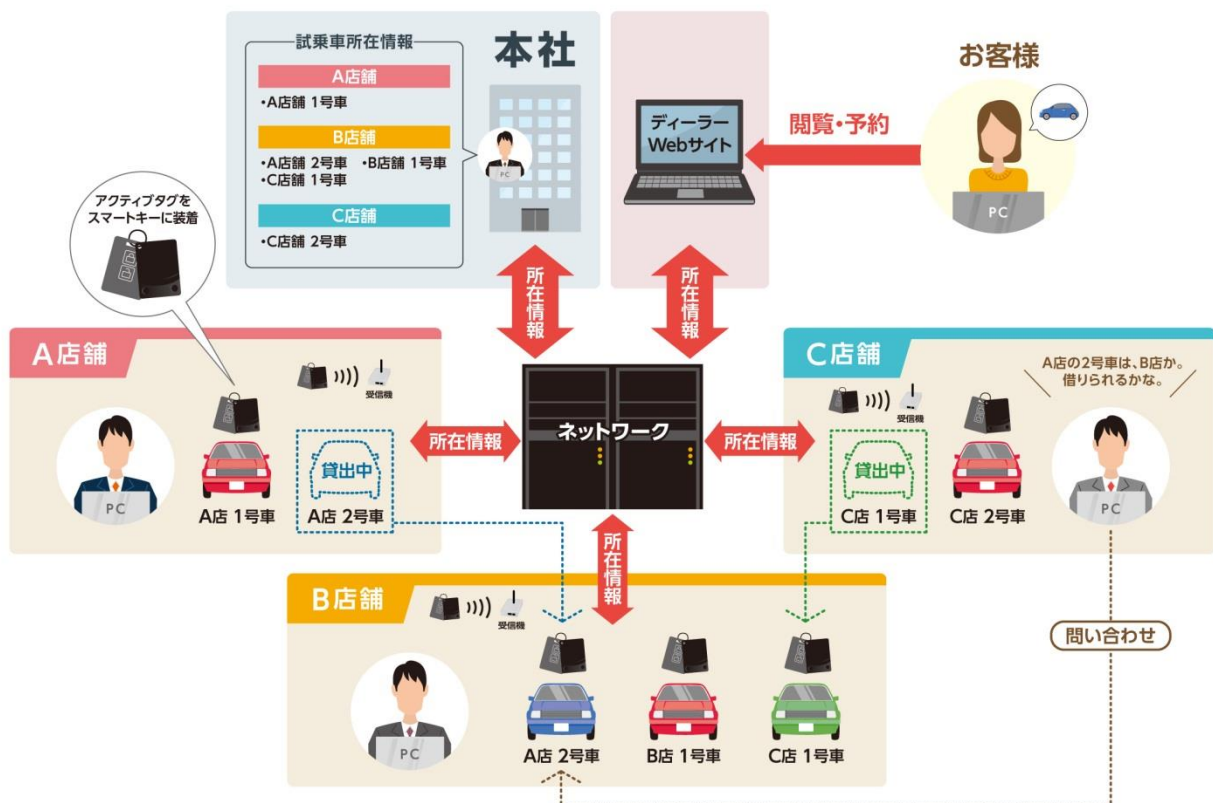 試乗車所在情報
A店舗
・A店舗 1号車
B店舗
・A店舗 2号車 ・B店舗 1号車
・C店舗 1号車
C店舗
・C店舗 2号車
本社
PC
ディーラー
Webサイト
閲覧・予約
お客様
PC
アクティブタグを
スマートキーに装着
所在情報
所在情報
A店舗
受信機
PC
A店 1号車
貸出中
A店 2号車
所在情報
ネットワーク
所在情報
C店舗
A店の2号車は、B店か。
借りられるかな。
受信機
貸出中
C店 1号車
C店 2号車
PC
所在情報
B店舗
受信機
PC
A店 2号車
B店 1号車
C店 1号車
問い合わせ